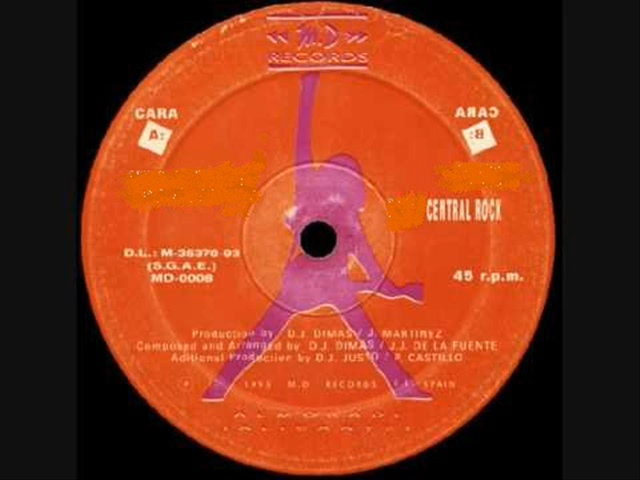 M.D
RECORDS
CARA
A:
CARA
B:
CENTRAL ROCK
D.L.: M-36370-93
(S.G.A.E.)
MD-0008
45 r.p.m.
Production by D.J. DIMAS / J. MARTINEZ
Composed and Arranged by D.J. DIMAS / J.J. DE LA FUENTE
Aditional Production by D.J. JUSTO / P. CASTILLO
1993 M.D RECORDS SPAIN